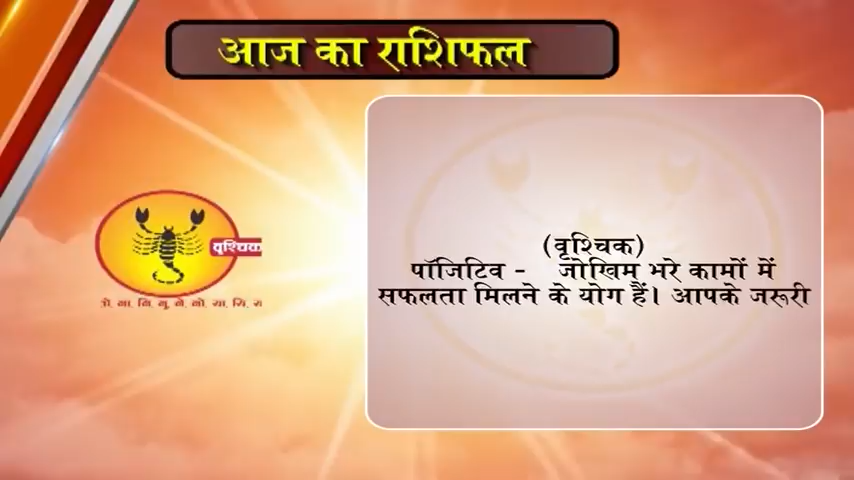 आज का राशिफल
(वृश्चिक)
पॉजिटिव - जोखिम भरे कामों में
सफलता मिलने के योग हैं। आपके जरूरी
वृश्चिक